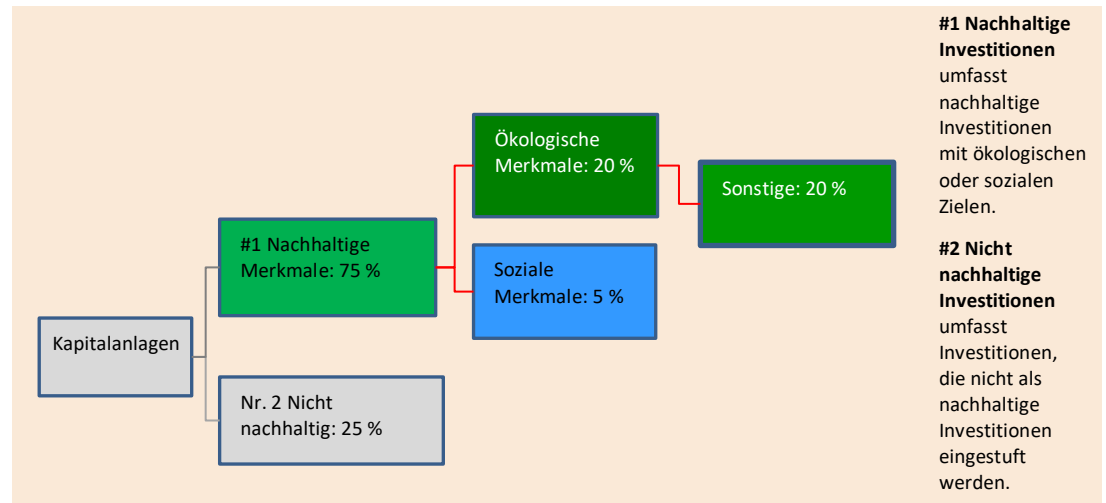 Kapitalanlagen
#1 Nachhaltige
Merkmale: 75 %
Nr. 2 Nicht
nachhaltig: 25 %
Ökologische
Merkmale: 20 %
Soziale
Merkmale: 5 %
Sonstige: 20 %
#1 Nachhaltige
Investitionen
umfasst
nachhaltige
Investitionen
mit ökologischen
oder sozialen
Zielen.
#2 Nicht
nachhaltige
Investitionen
umfasst
Investitionen,
die nicht als
nachhaltige
Investitionen
eingestuft
werden.